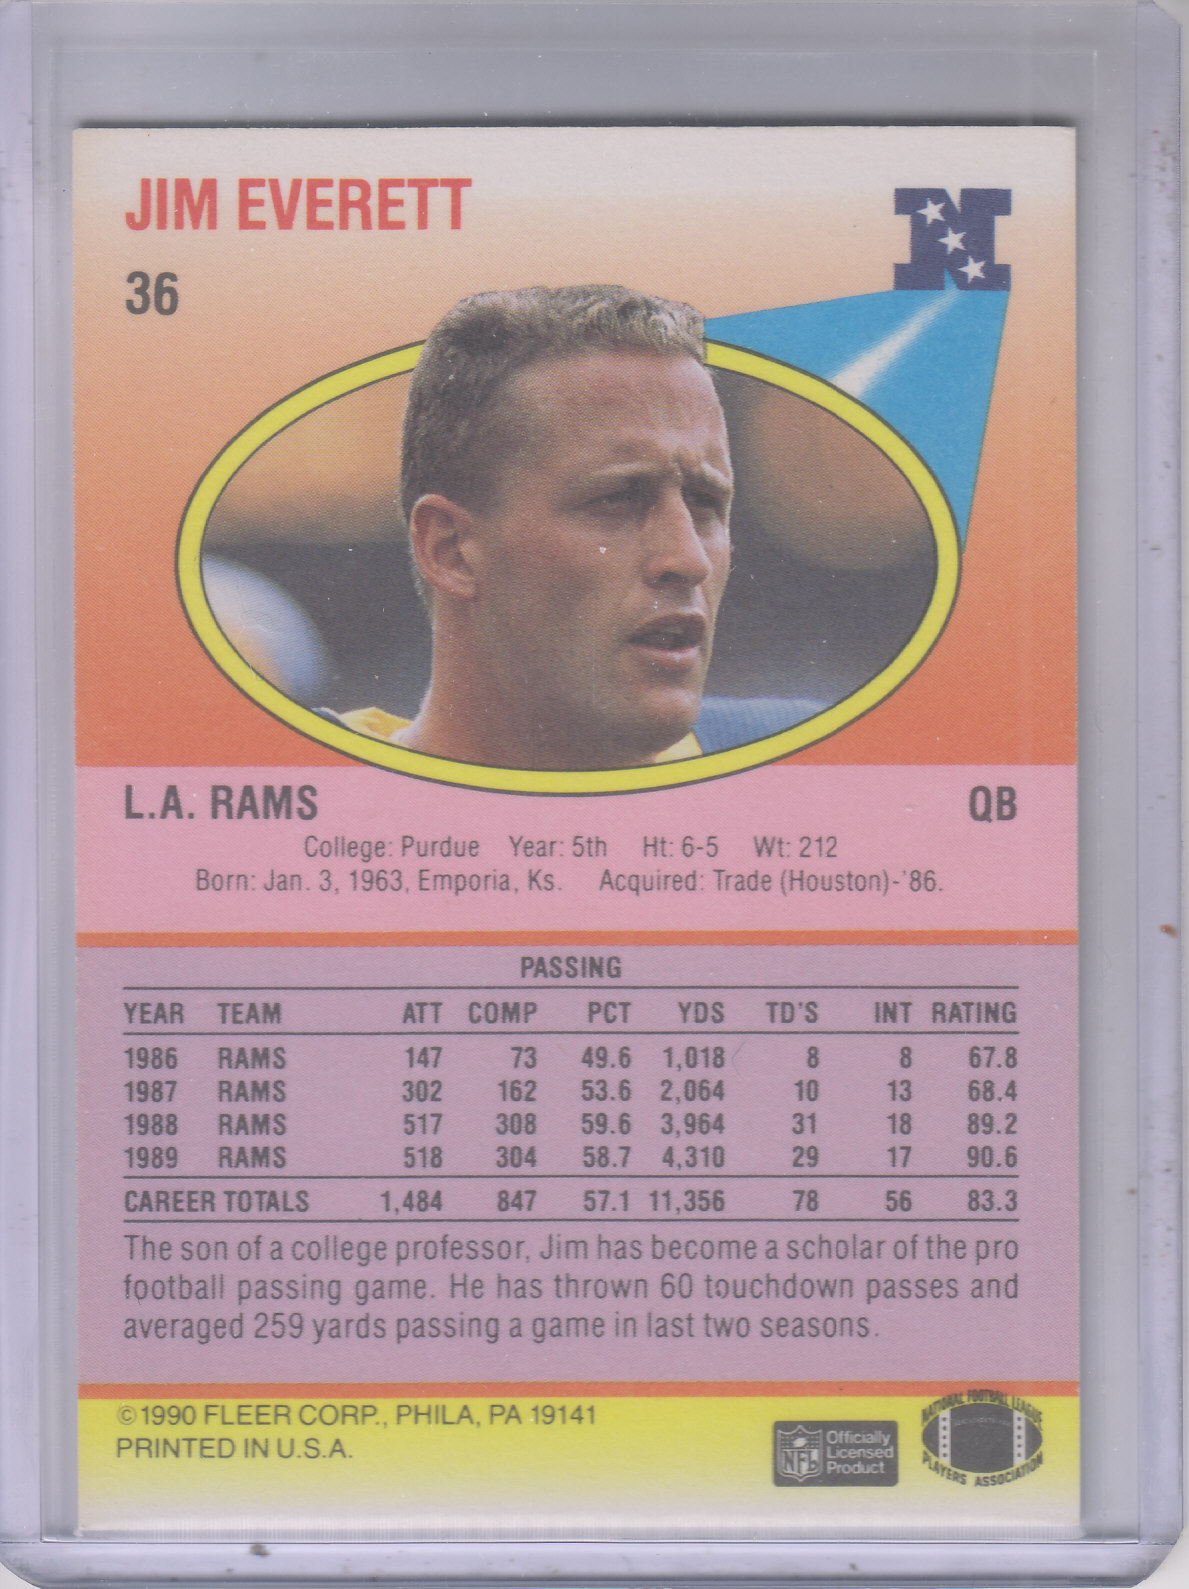 JIM EVERETT
36
L.A. RAMS QB
College: Purdue Year: 5th Ht: 6-5 Wt: 212
Born: Jan. 3, 1963, Emporia, Ks. Acquired: Trade (Houston)-'86.
PASSING
YEAR TEAM ATT COMP PCT YDS TD'S INT RATING
1986 RAMS 147 73 49.6 1,018 8 8 67.8
1987 RAMS 302 162 53.6 2,064 10 13 68.4
1988 RAMS 517 308 59.6 3,964 31 18 89.2
1989 RAMS 518 304 58.7 4,310 29 17 90.6
CAREER TOTALS 1,484 847 57.1 11,356 78 56 83.3
The son of a college professor, Jim has become a scholar of the pro
football passing game. He has thrown 60 touchdown passes and
averaged 259 yards passing a game in last two seasons.
©1990 FLEER CORP., PHILA, PA 19141
PRINTED IN U.S.A.
NFL
Officially
Licensed
Product
NATIONAL FOOTBALL LEAGUE
PLAYERS ASSOCIATION